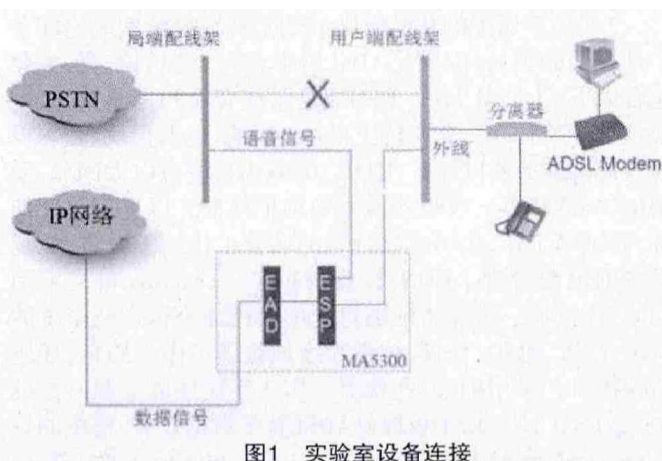 局端配线架
用户端配线架
PSTN
分离器
语音信号
外线
ADSL Modem
IP网络
EAD
ESP
MA5300
数据信号
图1 实验室设备连接